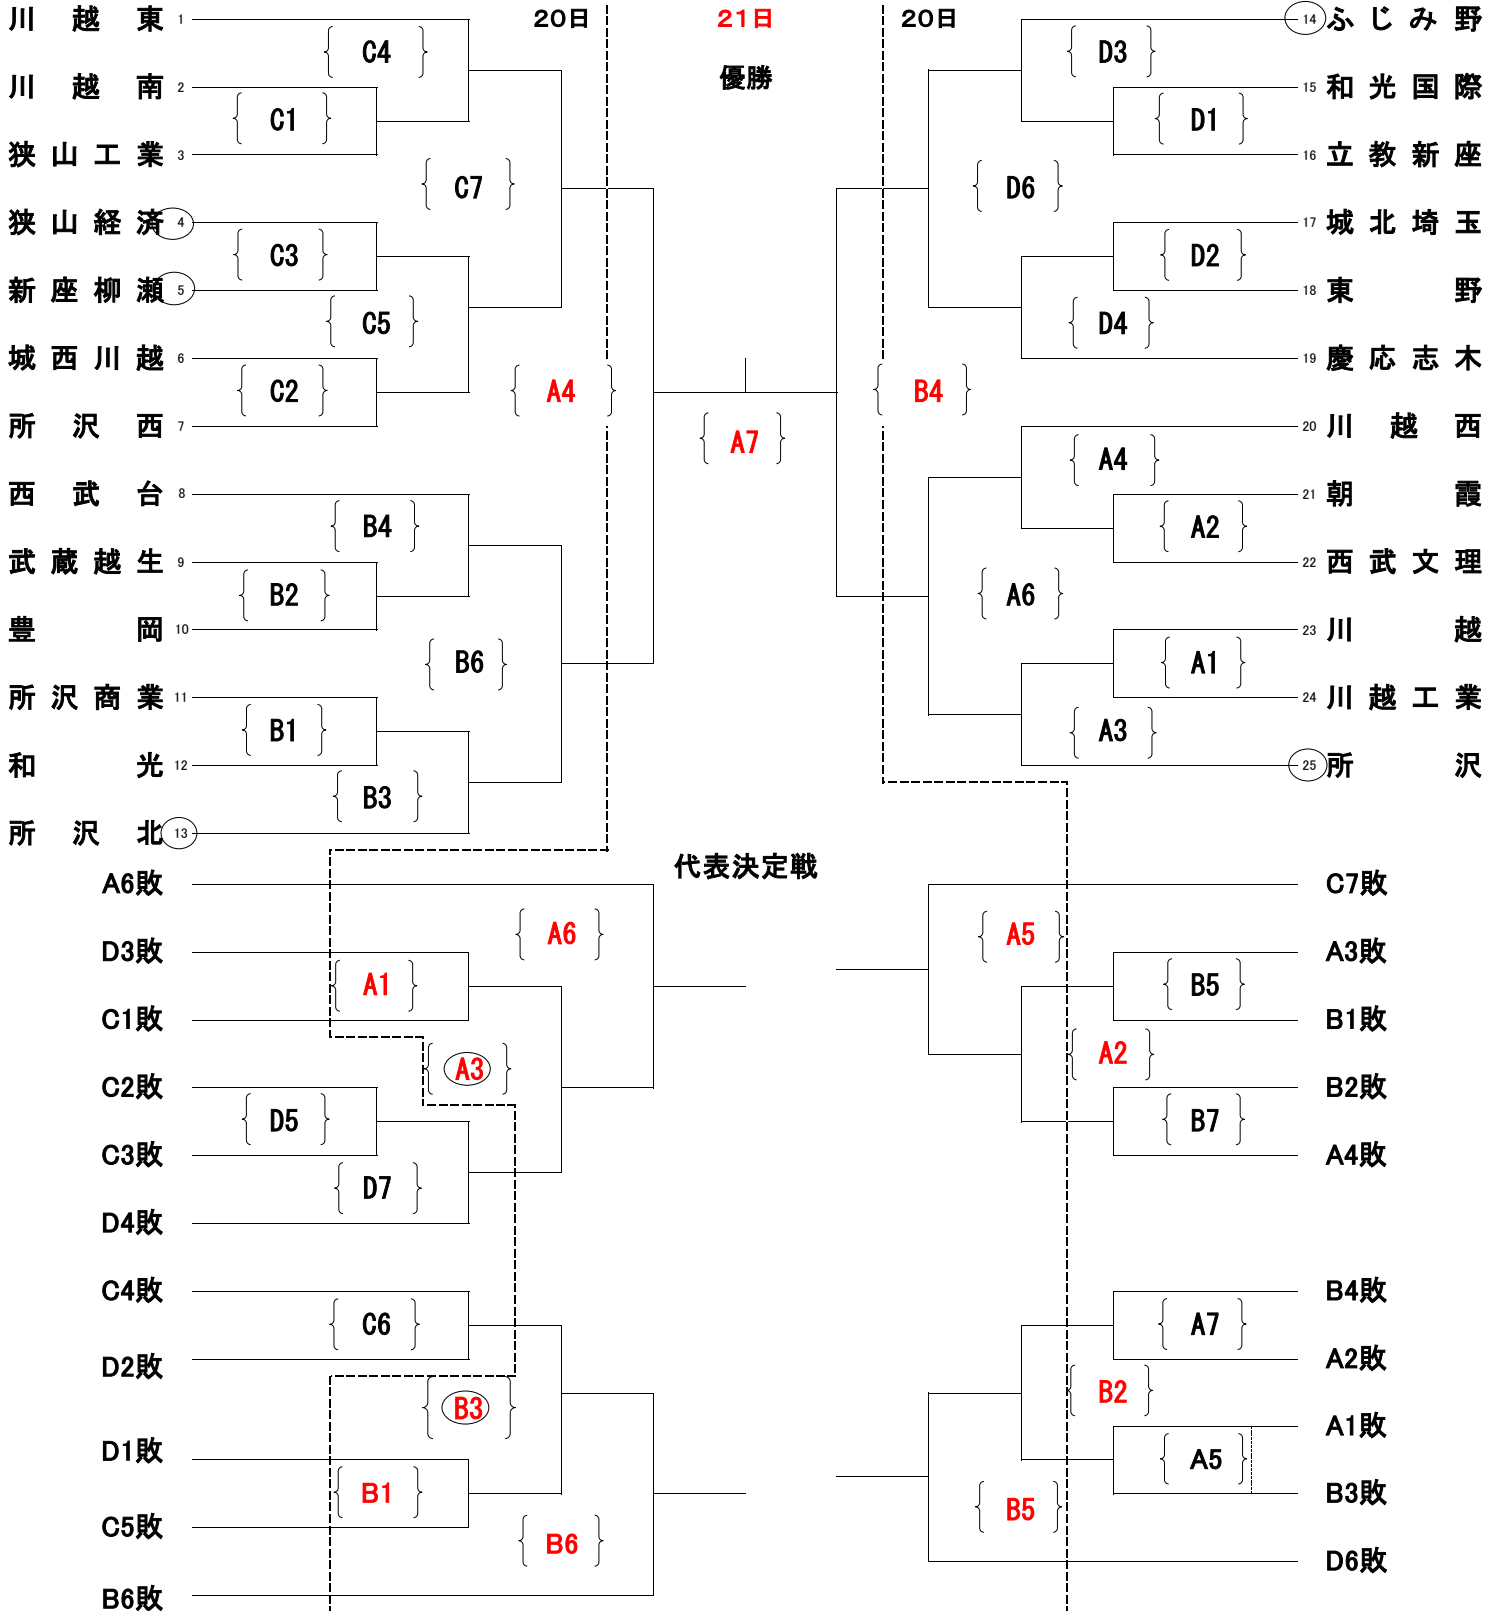 20日 21日 20日
優勝
川越東 1
C4
川越南 2
C1
狭山工業 3
C7
狭山経済 4
C3
新座柳瀬 5
C5
城西川越 6
C2
A4
所沢西 7
西武台 8
B4
武蔵越生 9
B2
豊岡 10
B6
所沢商業 11
B1
和光 12
B3
所沢北 13
A7
14 ふじみ野
D3
15 和光国際
D1
16 立教新座
D6
17 城北埼玉
D2
18 東野
D4
19 慶応志木
B4
20 川越西
A4
21 朝霞
A2
22 西武文理
A6
23 川越
A1
24 川越工業
A3
25 所沢
代表決定戦
A6敗
A6
D3敗
A1
C1敗
A3
C2敗
D5
C3敗
D7
D4敗
C4敗
C6
D2敗
B3
D1敗
B1
C5敗
B6
B6敗
C7敗
A5
A3敗
B5
B1敗
A2
B2敗
B7
A4敗
B4敗
A7
A2敗
B2
A1敗
A5
B3敗
B5
D6敗